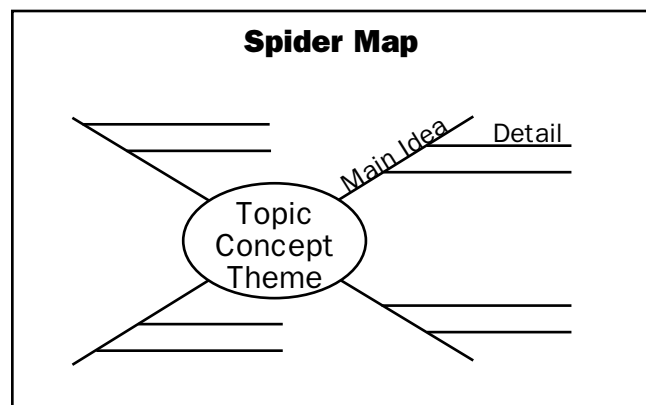 Spider Map
Main Idea
Detail
Topic
Concept
Theme